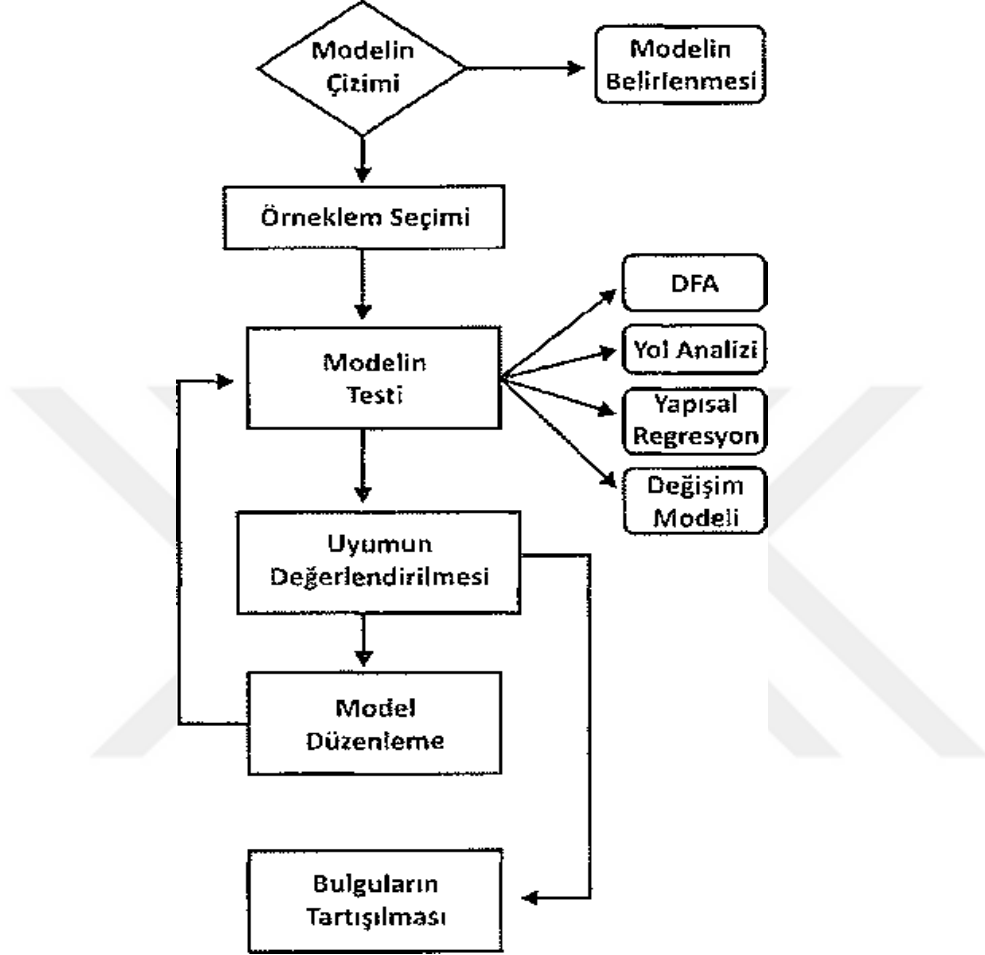 Modelin
Çizimi
Modelin
Belirlenmesi
Örneklem Seçimi
DFA
Yol Analizi
Modelin
Testi
Yapısal
Regresyon
Değişim
Modeli
Uyumun
Değerlendirilmesi
Model
Düzenleme
Bulguların
Tartışılması